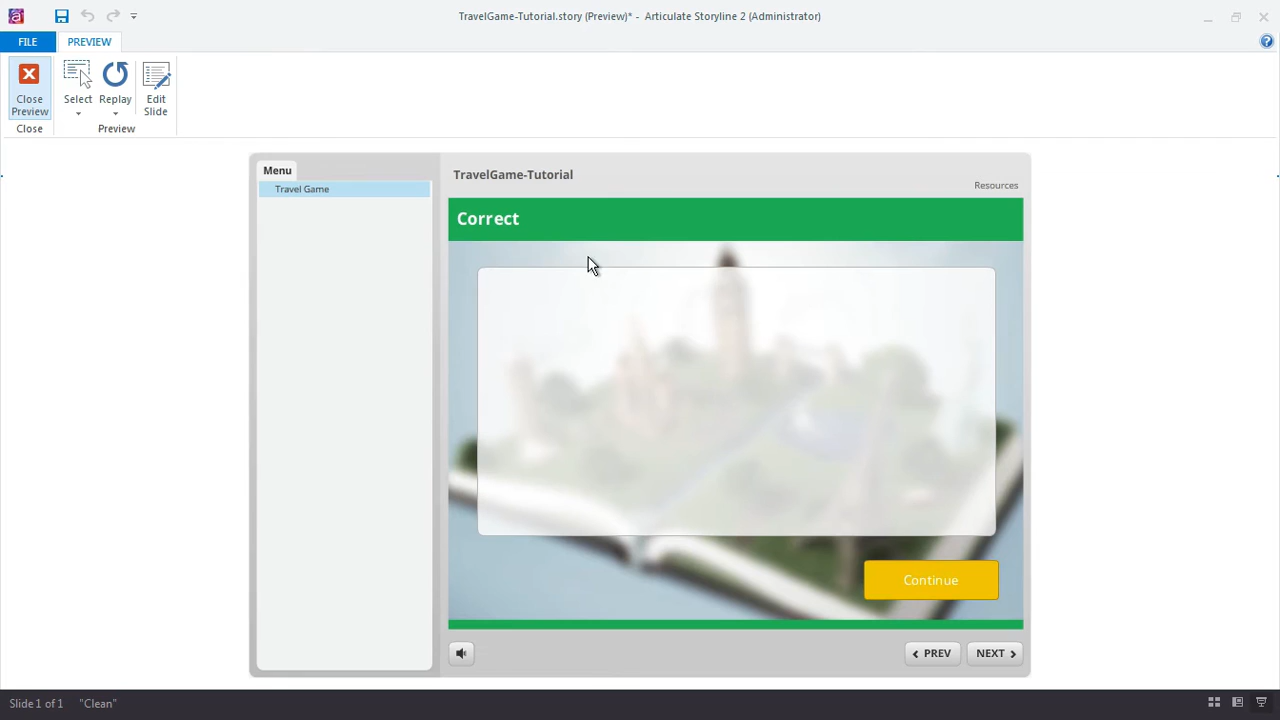 TravelGame-Tutorial.story (Preview)* - Articulate Storyline 2 (Administrator)
FILE
PREVIEW
Close
Preview
Select
Replay
Edit
Slide
Close
Preview
Menu
Travel Game
TravelGame-Tutorial
Resources
Correct
Continue
PREV
NEXT
Slide 1 of 1
"Clean"